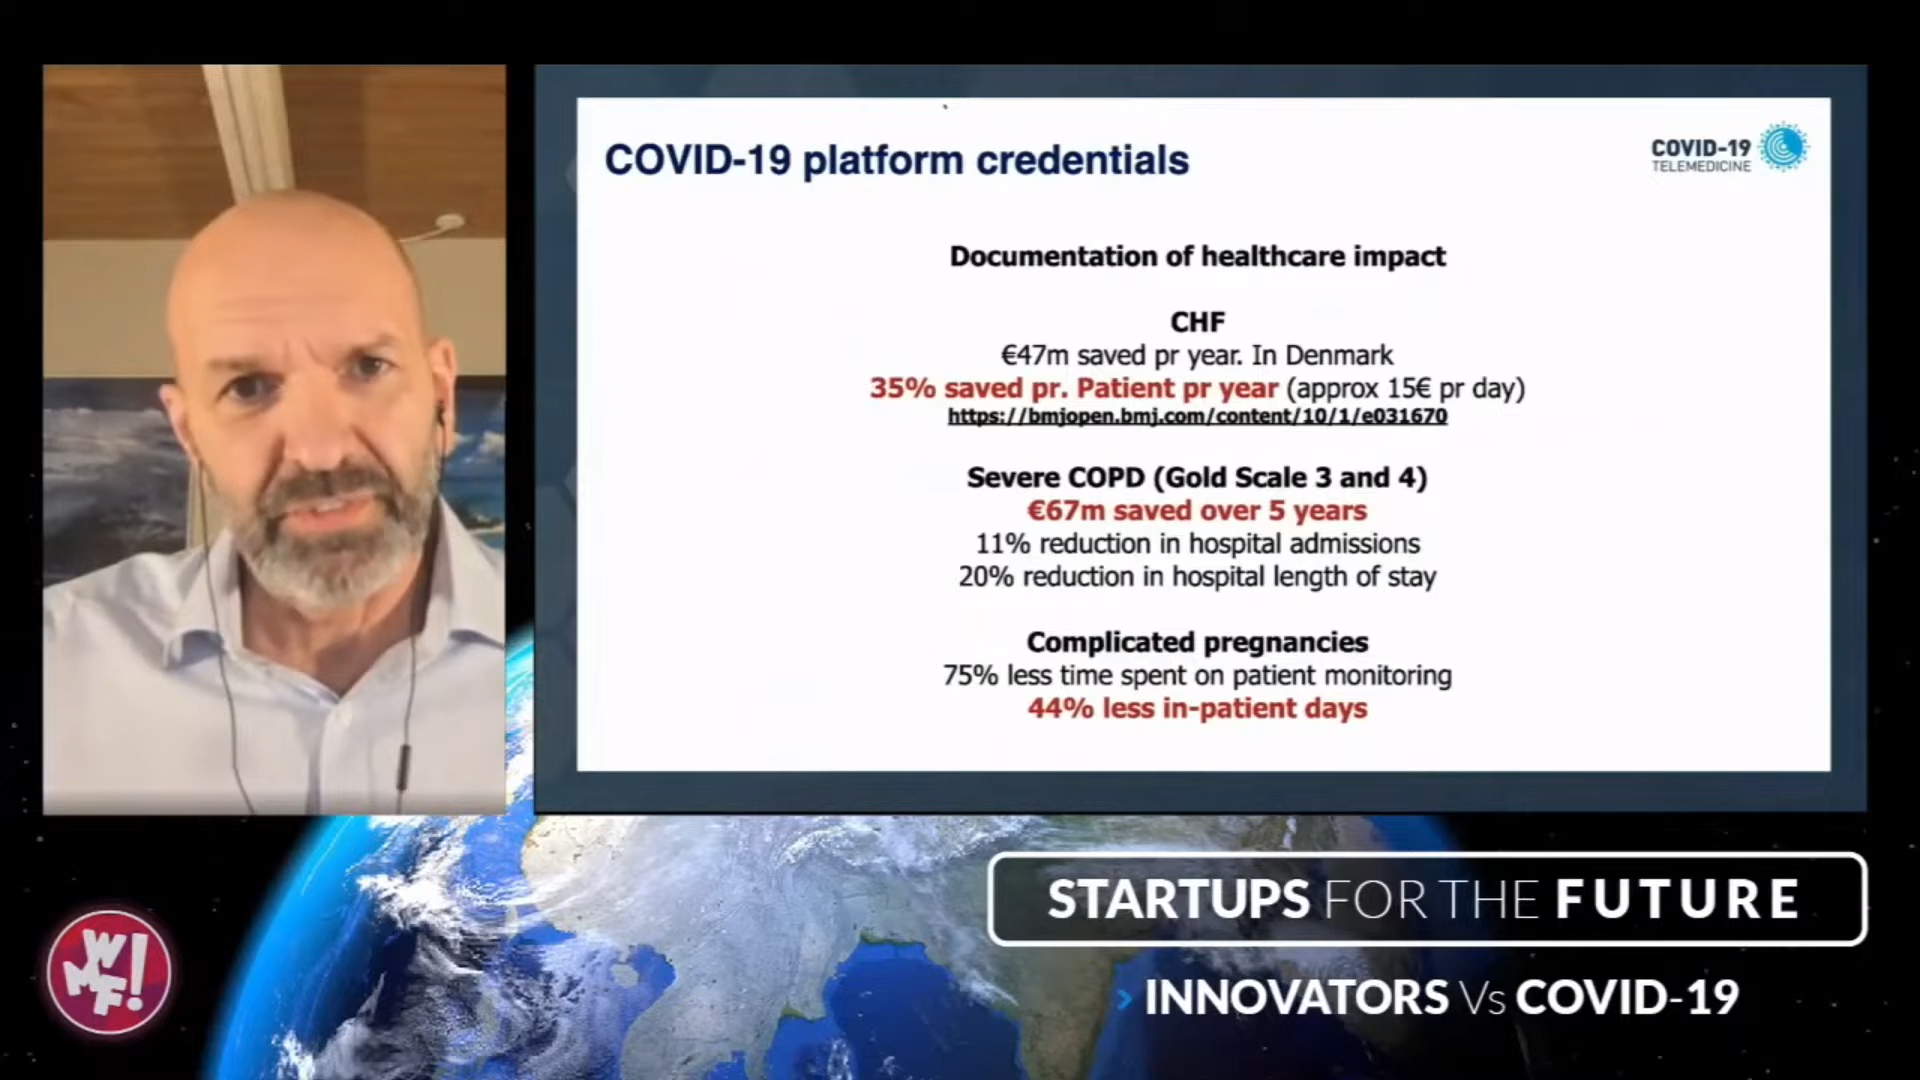 COVID-19 platform credentials
COVID-19
TELEMEDICINE
Documentation of healthcare impact
CHF
€47m saved pr year. In Denmark
35% saved pr. Patient pr year (approx 15€ pr day)
https://bmjopen.bmj.com/content/10/1/e031670
Severe COPD (Gold Scale 3 and 4)
€67m saved over 5 years
11% reduction in hospital admissions
20% reduction in hospital length of stay
Complicated pregnancies
75% less time spent on patient monitoring
44% less in-patient days
STARTUPS FOR THE FUTURE
› INNOVATORS Vs COVID-19
WMF!